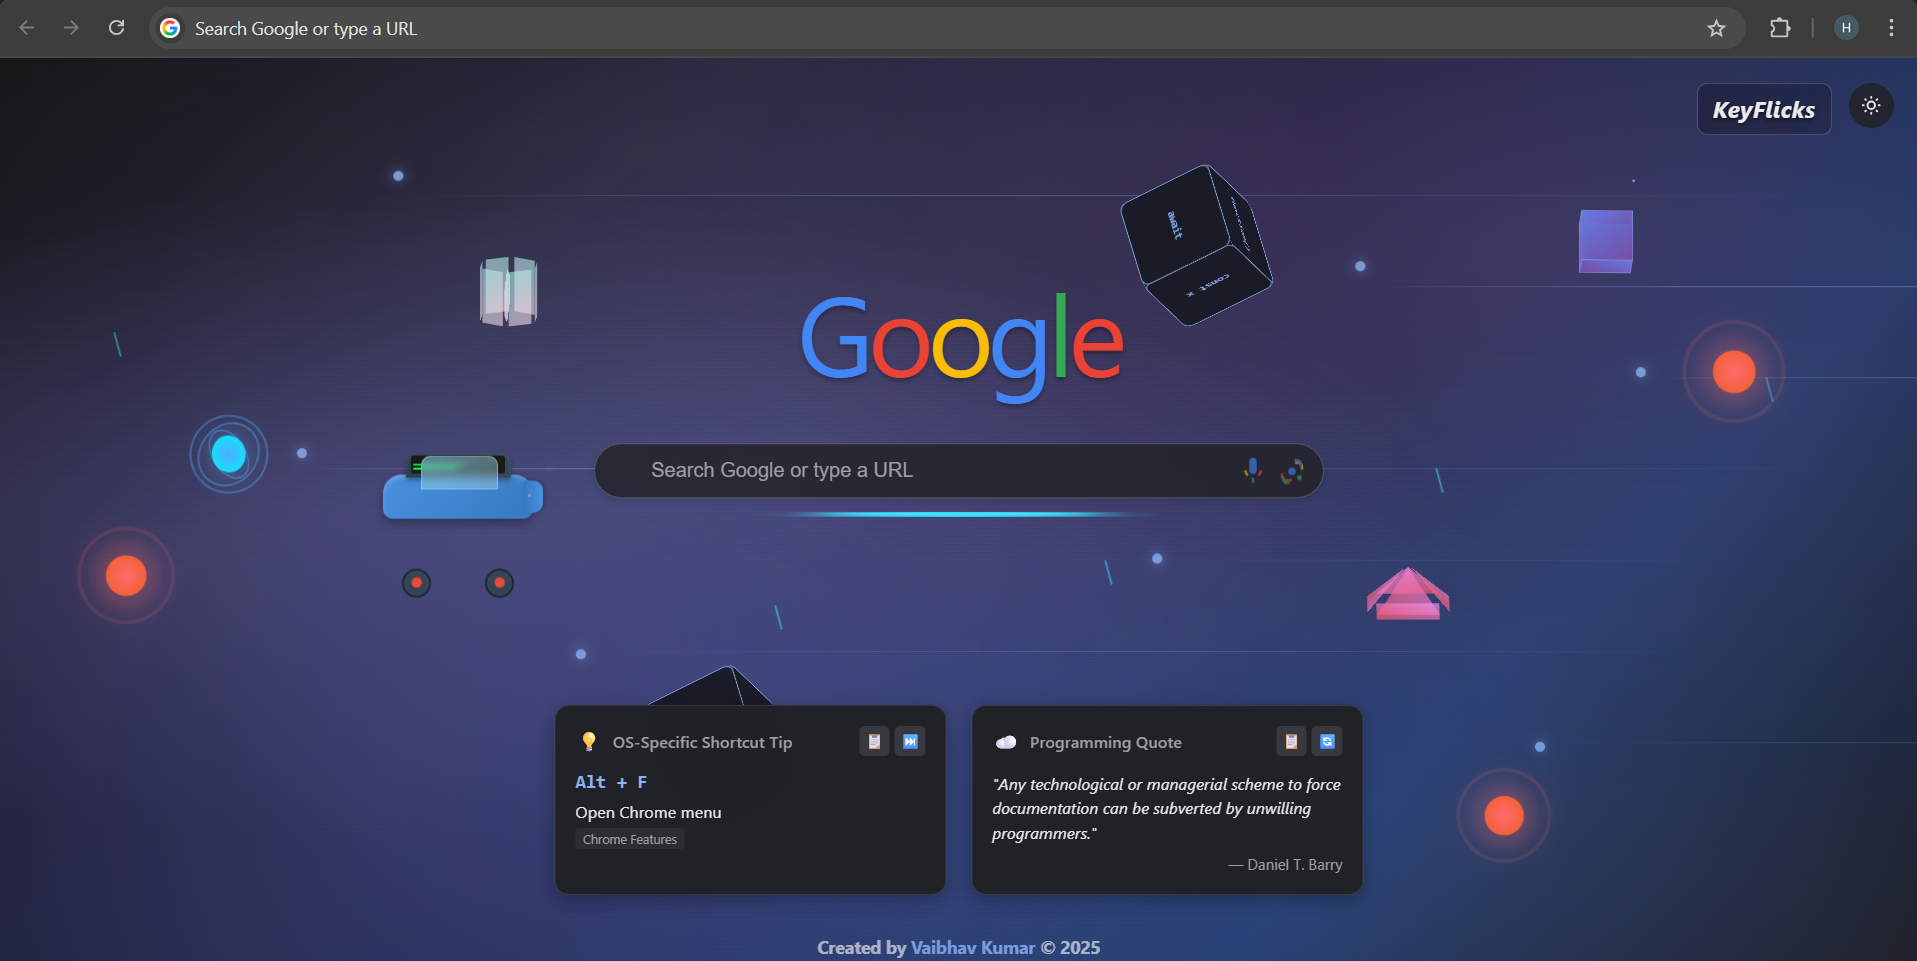 Search Google or type a URL
H
KeyFlicks
await
const x
Google
Search Google or type a URL
OS-Specific Shortcut Tip
Alt + F
Open Chrome menu
Chrome Features
Programming Quote
"Any technological or managerial scheme to force
documentation can be subverted by unwilling
programmers."
— Daniel T. Barry
Created by Vaibhav Kumar © 2025